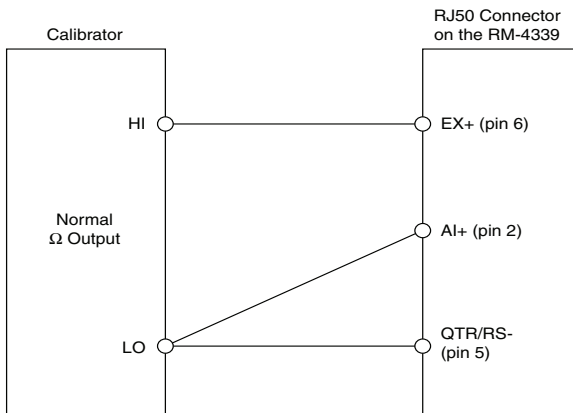 Calibrator
RJ50 Connector
on the RM-4339
HI
EX+ (pin 6)
Normal
Ω Output
AI+ (pin 2)
LO
QTR/RS-
(pin 5)